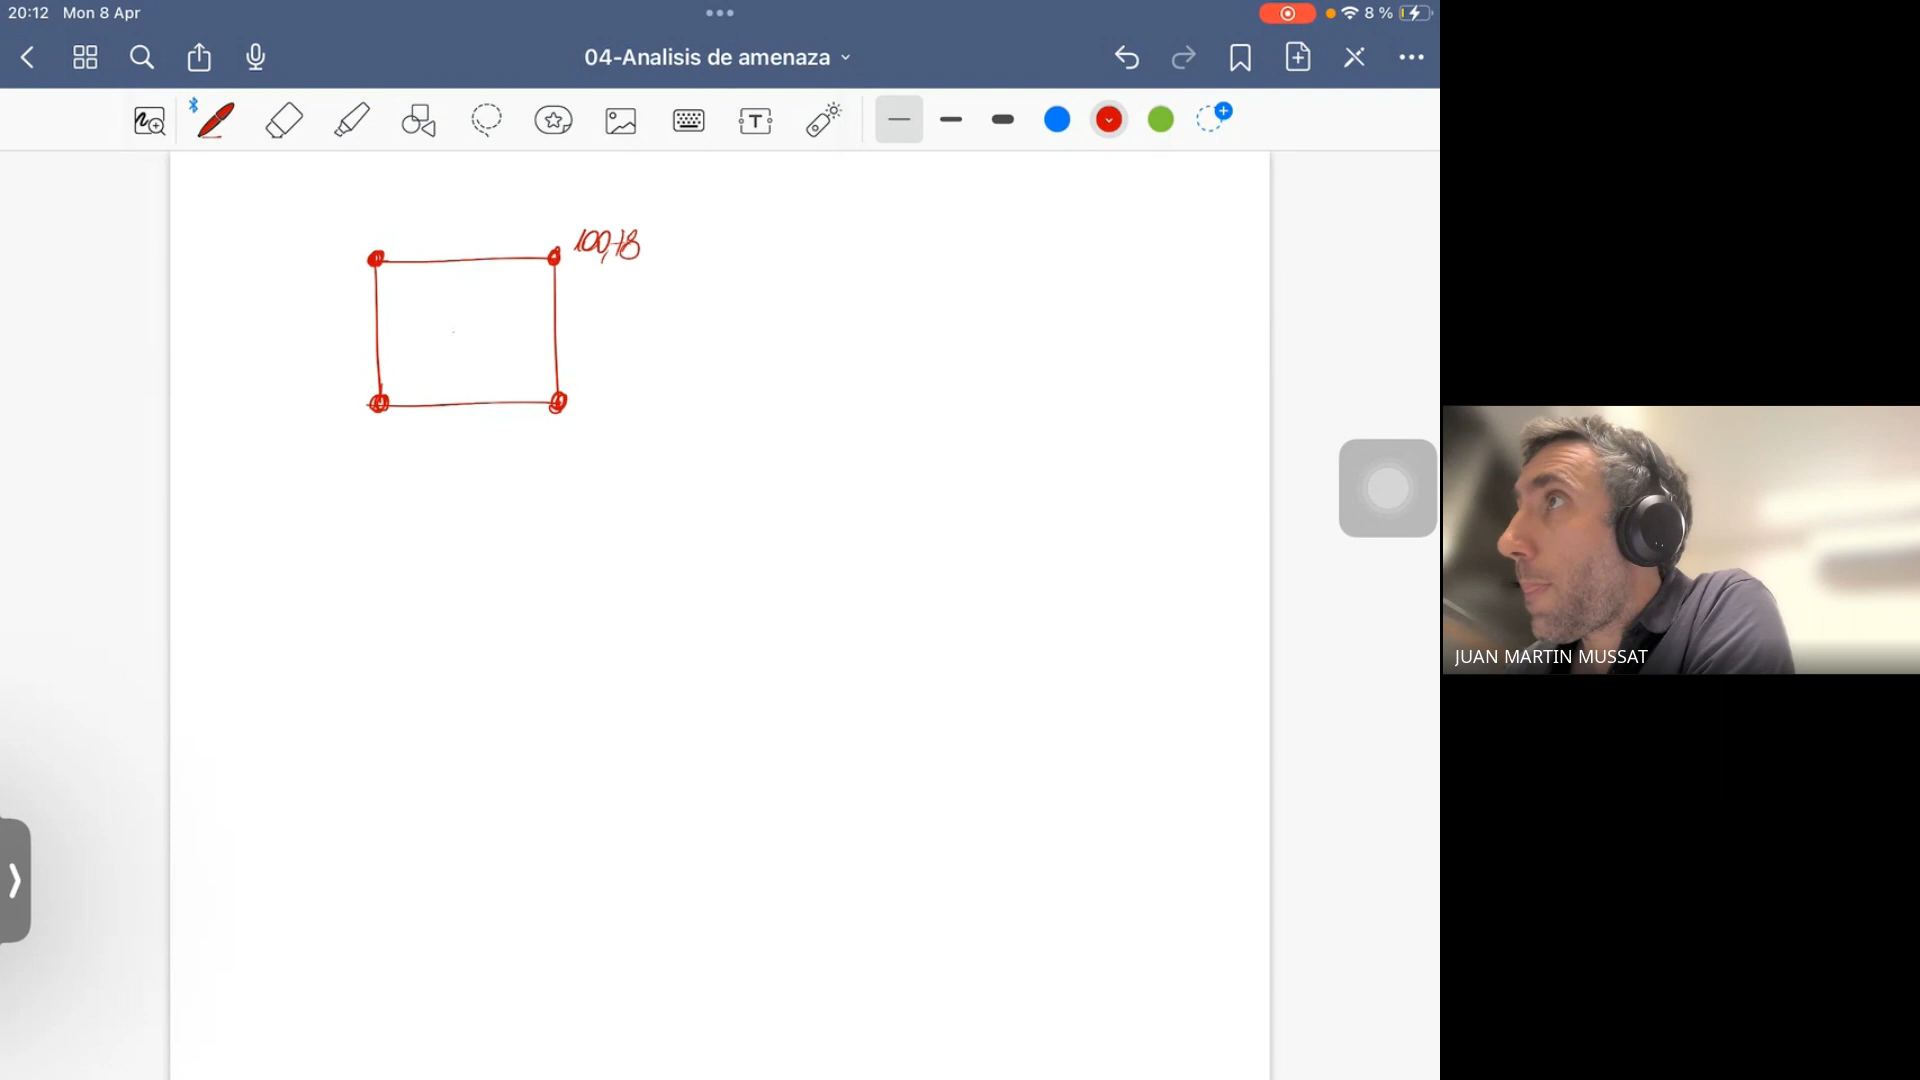 20:12 Mon 8 Apr
8 %
04-Analisis de amenaza
T
100,18
JUAN MARTIN MUSSAT